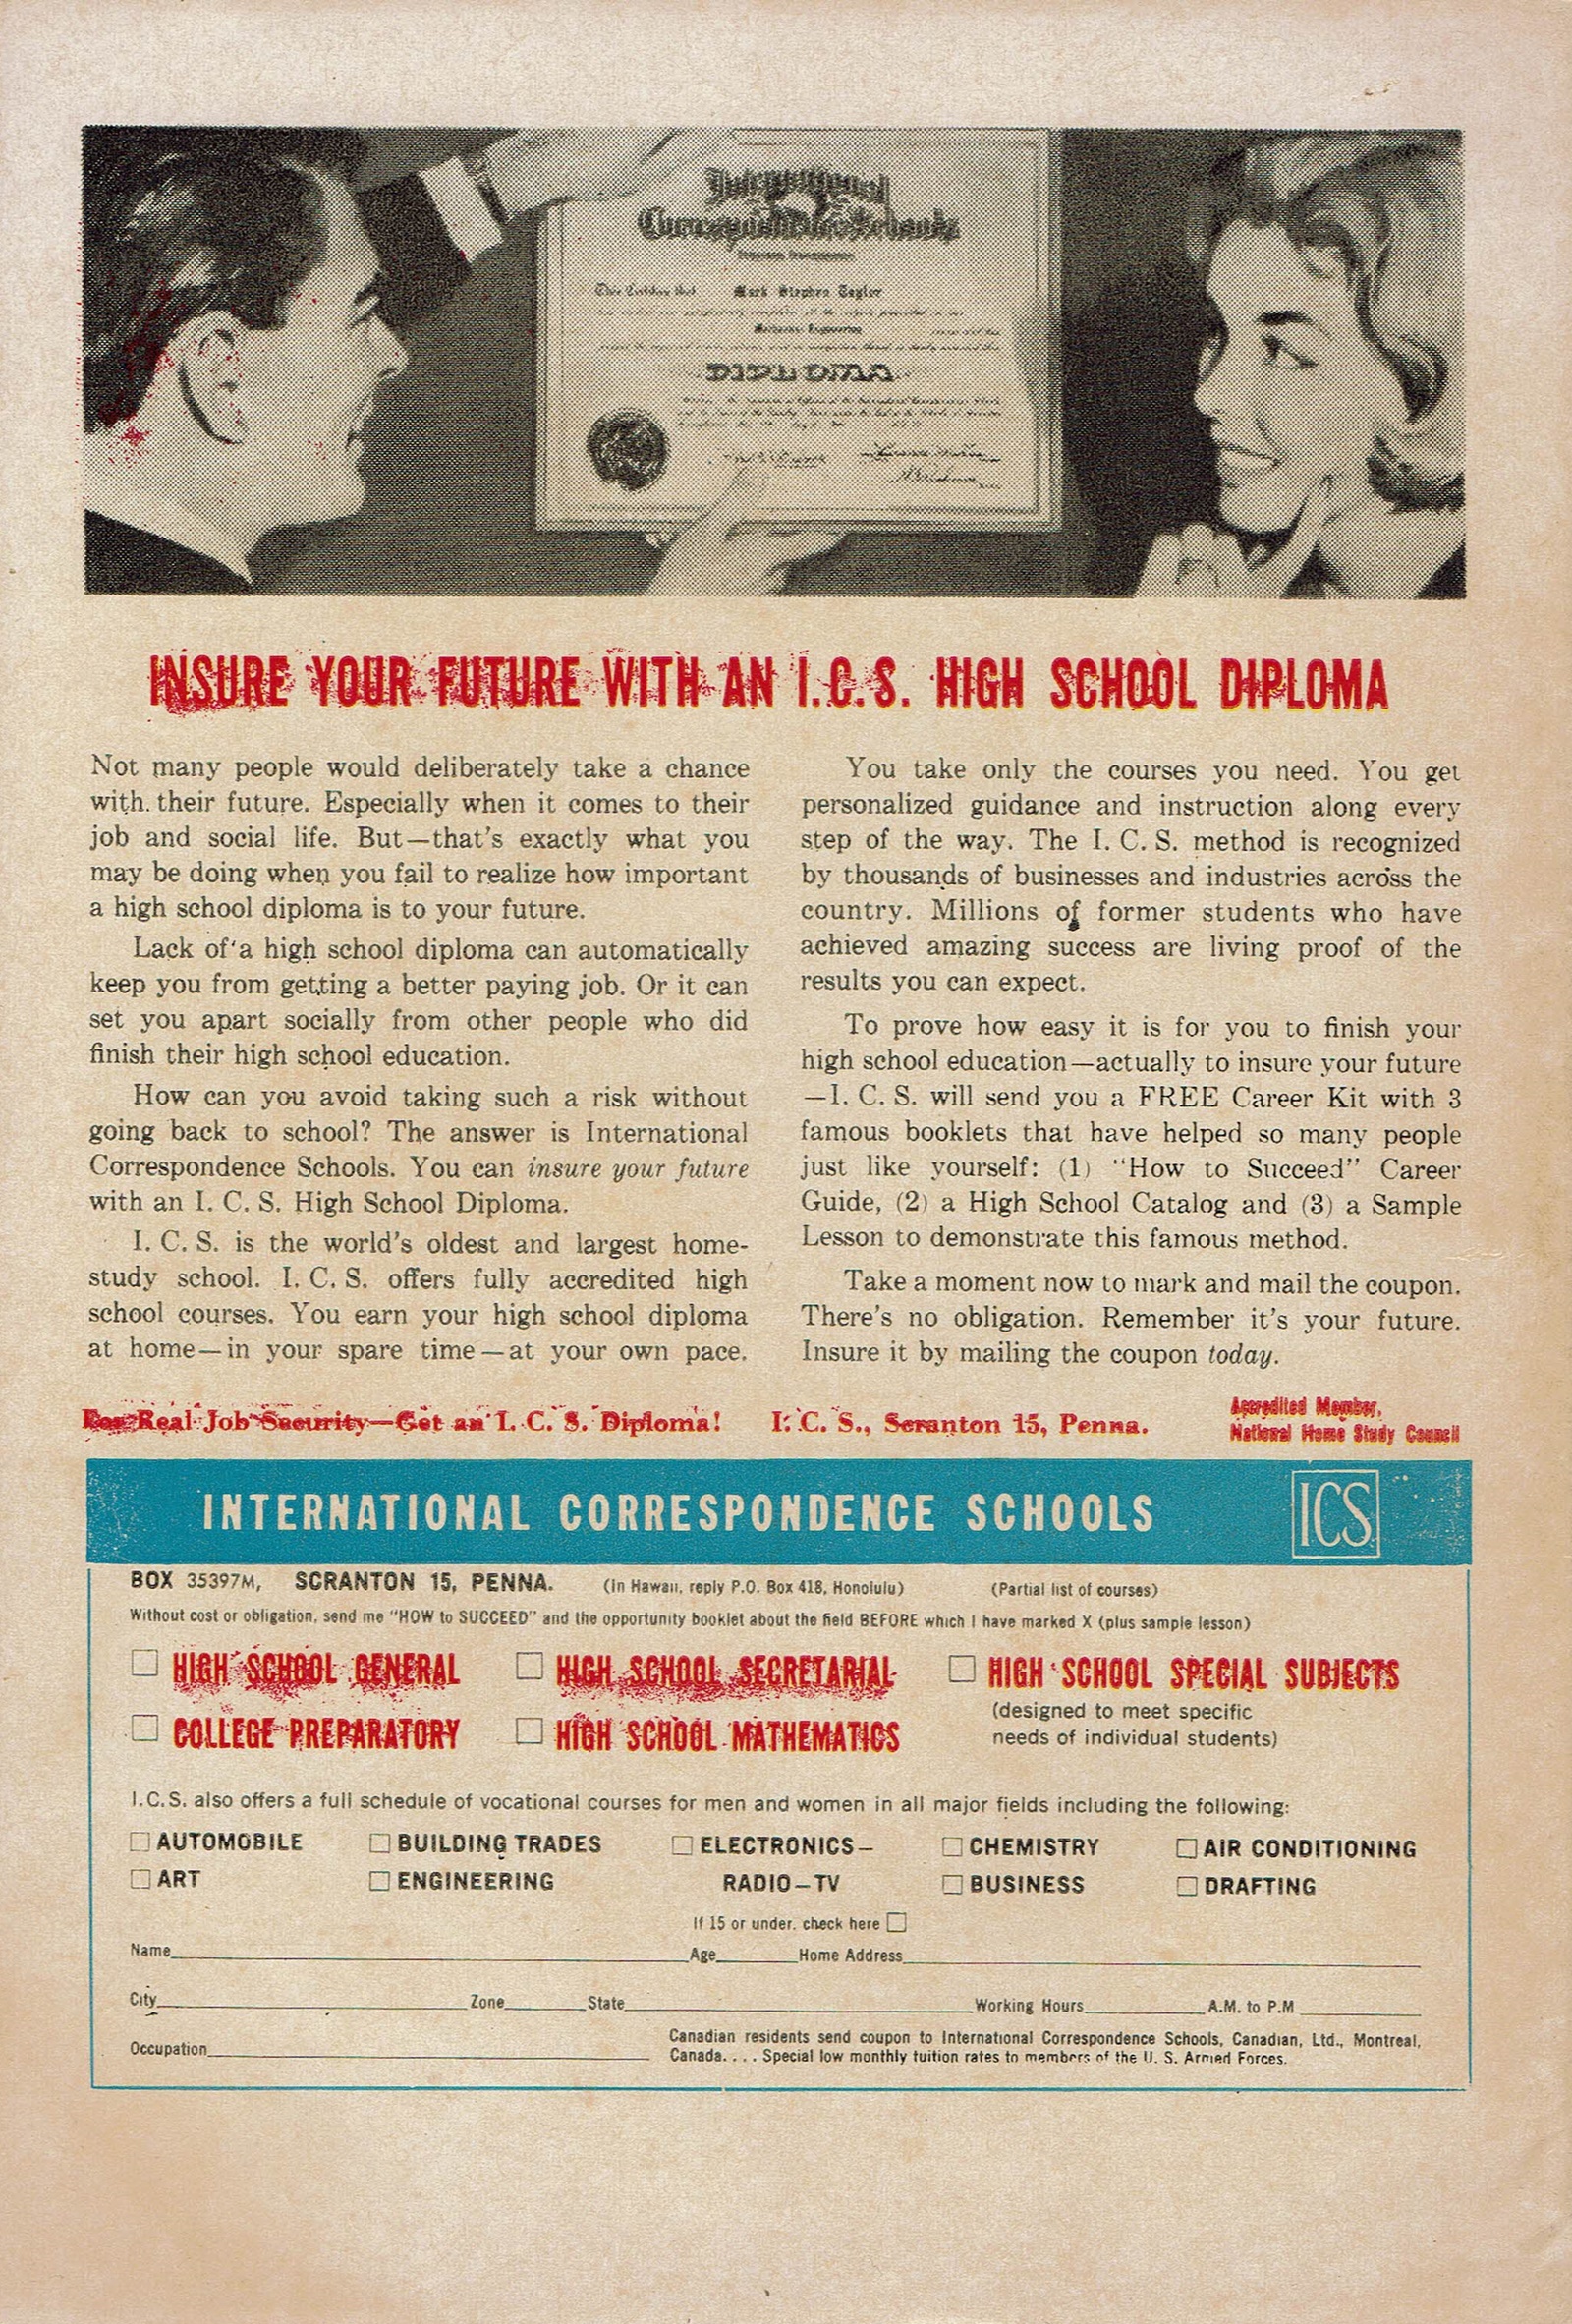 International
Correspondence Schools
This Certifies that Mark Stephen Taylor
Mechanical Engineering
DIPLOMA
INSURE YOUR FUTURE WITH AN I.C.S. HIGH SCHOOL DIPLOMA
Not many people would deliberately take a chance
with their future. Especially when it comes to their
job and social life. But—that's exactly what you
may be doing when you fail to realize how important
a high school diploma is to your future.
Lack of a high school diploma can automatically
keep you from getting a better paying job. Or it can
set you apart socially from other people who did
finish their high school education.
How can you avoid taking such a risk without
going back to school? The answer is International
Correspondence Schools. You can insure your future
with an I. C. S. High School Diploma.
I. C. S. is the world's oldest and largest home-
study school. I. C. S. offers fully accredited high
school courses. You earn your high school diploma
at home—in your spare time—at your own pace.
You take only the courses you need. You get
personalized guidance and instruction along every
step of the way. The I. C. S. method is recognized
by thousands of businesses and industries across the
country. Millions of former students who have
achieved amazing success are living proof of the
results you can expect.
To prove how easy it is for you to finish your
high school education—actually to insure your future
—I. C. S. will send you a FREE Career Kit with 3
famous booklets that have helped so many people
just like yourself: (1) "How to Succeed" Career
Guide, (2) a High School Catalog and (3) a Sample
Lesson to demonstrate this famous method.
Take a moment now to mark and mail the coupon.
There's no obligation. Remember it's your future.
Insure it by mailing the coupon today.
For Real Job Security—Get an I. C. S. Diploma! I. C. S., Scranton 15, Penna.
Accredited Member,
National Home Study Council
INTERNATIONAL CORRESPONDENCE SCHOOLS ICS
BOX 35397M, SCRANTON 15, PENNA. (In Hawaii, reply P.O. Box 418, Honolulu) (Partial list of courses)
Without cost or obligation, send me "HOW to SUCCEED" and the opportunity booklet about the field BEFORE which I have marked X (plus sample lesson)
HIGH SCHOOL GENERAL HIGH SCHOOL SECRETARIAL HIGH SCHOOL SPECIAL SUBJECTS
(designed to meet specific
COLLEGE PREPARATORY HIGH SCHOOL MATHEMATICS needs of individual students)
I.C.S. also offers a full schedule of vocational courses for men and women in all major fields including the following:
AUTOMOBILE BUILDING TRADES ELECTRONICS— CHEMISTRY AIR CONDITIONING
ART ENGINEERING RADIO—TV BUSINESS DRAFTING
If 15 or under, check here
Name Age Home Address
City Zone State Working Hours A.M. to P.M
Occupation
Canadian residents send coupon to International Correspondence Schools, Canadian, Ltd., Montreal,
Canada. . . . Special low monthly tuition rates to members of the U. S. Armed Forces.